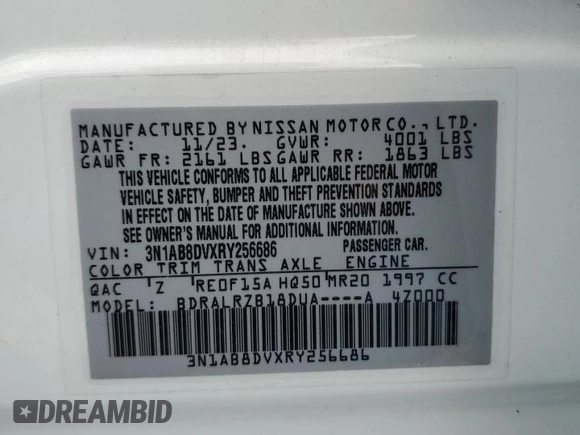 MANUFACTURED BY NISSAN MOTOR CO., LTD.
DATE: 11/23. GVWR: 4001 LBS
GAWR FR: 2161 LBS GAWR RR: 1863 LBS
THIS VEHICLE CONFORMS TO ALL APPLICABLE FEDERAL MOTOR
VEHICLE SAFETY, BUMPER AND THEFT PREVENTION STANDARDS
IN EFFECT ON THE DATE OF MANUFACTURE SHOWN ABOVE.
SEE OWNER'S MANUAL FOR ADDITIONAL INFORMATION.
VIN: 3N1AB8DVXRY256686 PASSENGER CAR.
COLOR TRIM TRANS AXLE ENGINE
QAC Z RE0F15A HQ50 MR20 1997 CC
MODEL: BDRALRZB18DUA----A 4Z000
3N1AB8DVXRY256686
DREAMBID